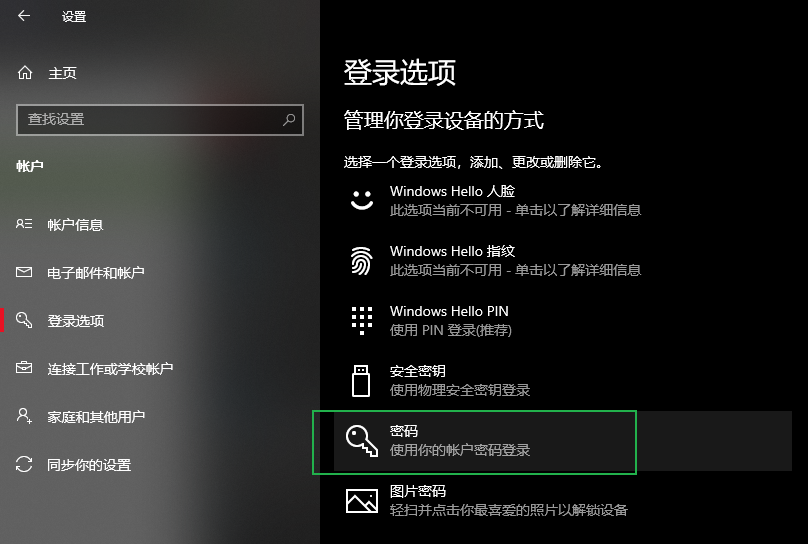 设置
主页
查找设置
帐户
帐户信息
电子邮件和帐户
登录选项
连接工作或学校帐户
家庭和其他用户
同步你的设置
登录选项
管理你登录设备的方式
选择一个登录选项，添加、更改或删除它。
Windows Hello 人脸
此选项当前不可用 - 单击以了解详细信息
Windows Hello 指纹
此选项当前不可用 - 单击以了解详细信息
Windows Hello PIN
使用 PIN 登录(推荐)
安全密钥
使用物理安全密钥登录
密码
使用你的帐户密码登录
图片密码
轻扫并点击你最喜爱的照片以解锁设备